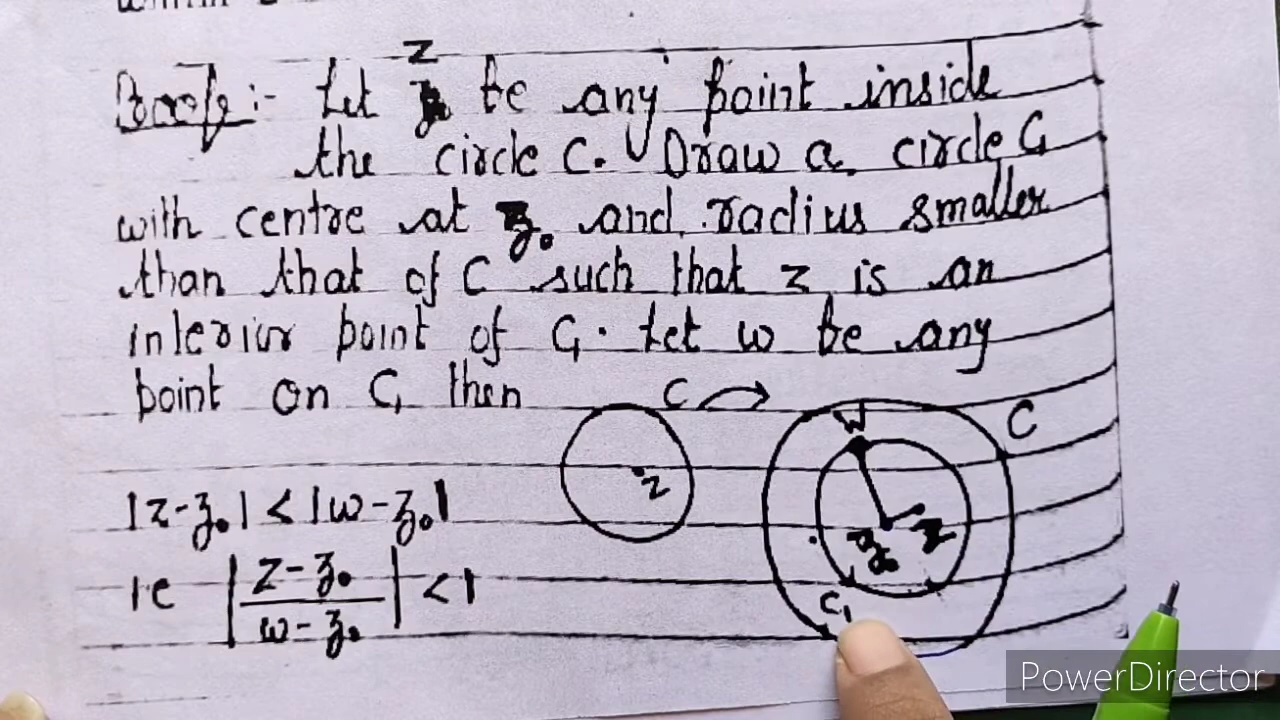 z
Proof:- Let z be any point inside
the circle C. Draw a circle C₁
with centre at z₀ and radius smaller
than that of C such that z is an
interior point of C₁. Let w be any
point on C₁ then
C
|z-z₀| < |w-z₀|
ie |z-z₀/w-z₀| < 1
z
W
C
z₀ z
C₁
PowerDirector